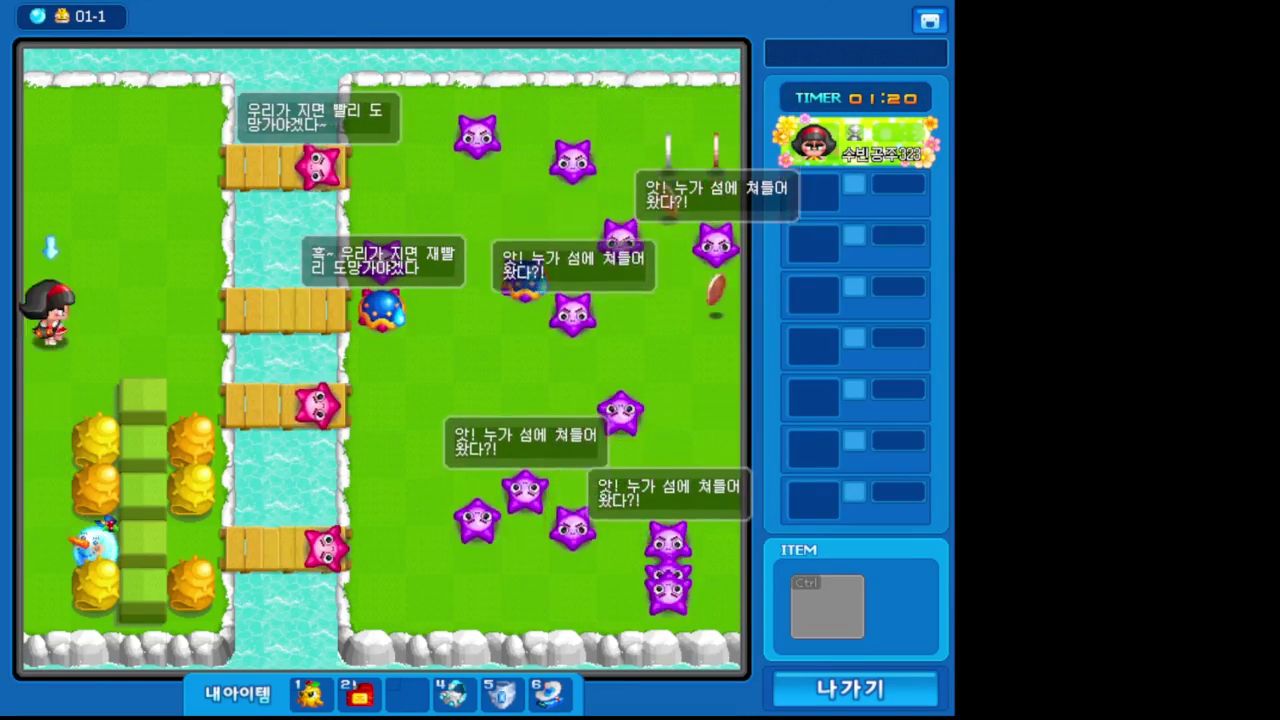 01-1
우리가 지면 빨리 도
망가야겠다~
TIMER 01:20
수빈공주023
앗! 누가 섬에 쳐들어
왔다?!
흑~ 우리가 지면 재빨
리 도망가야겠다
앗! 누가 섬에 쳐들어
왔다?!
앗! 누가 섬에 쳐들어
왔다?!
앗! 누가 섬에 쳐들어
왔다?!
ITEM
Ctrl
내아이템
1
2
4
5
6
나가기